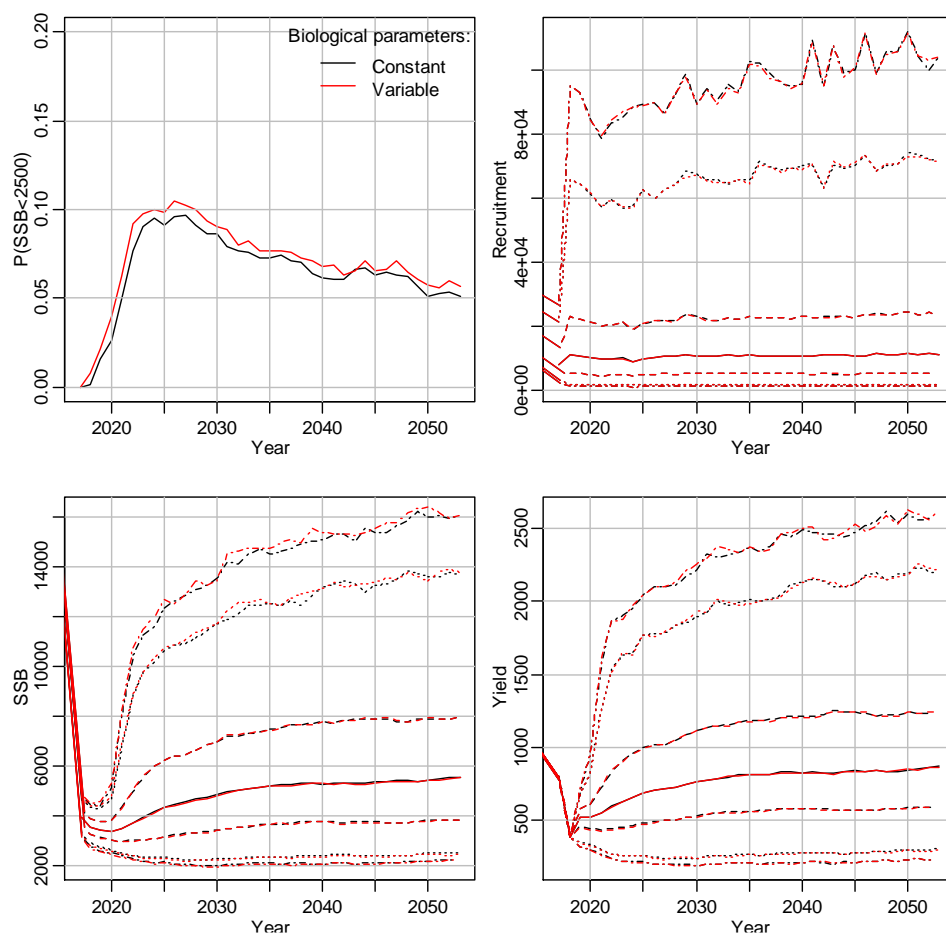 Biological parameters:
Constant
Variable
P(SSB<2500)
0.00 0.05 0.10 0.15 0.20
2020 2030 2040 2050
Year
Recruitment
0e+00 4e+04 8e+04
2020 2030 2040 2050
Year
SSB
2000 6000 10000 14000
2020 2030 2040 2050
Year
Yield
500 1000 1500 2000 2500
2020 2030 2040 2050
Year